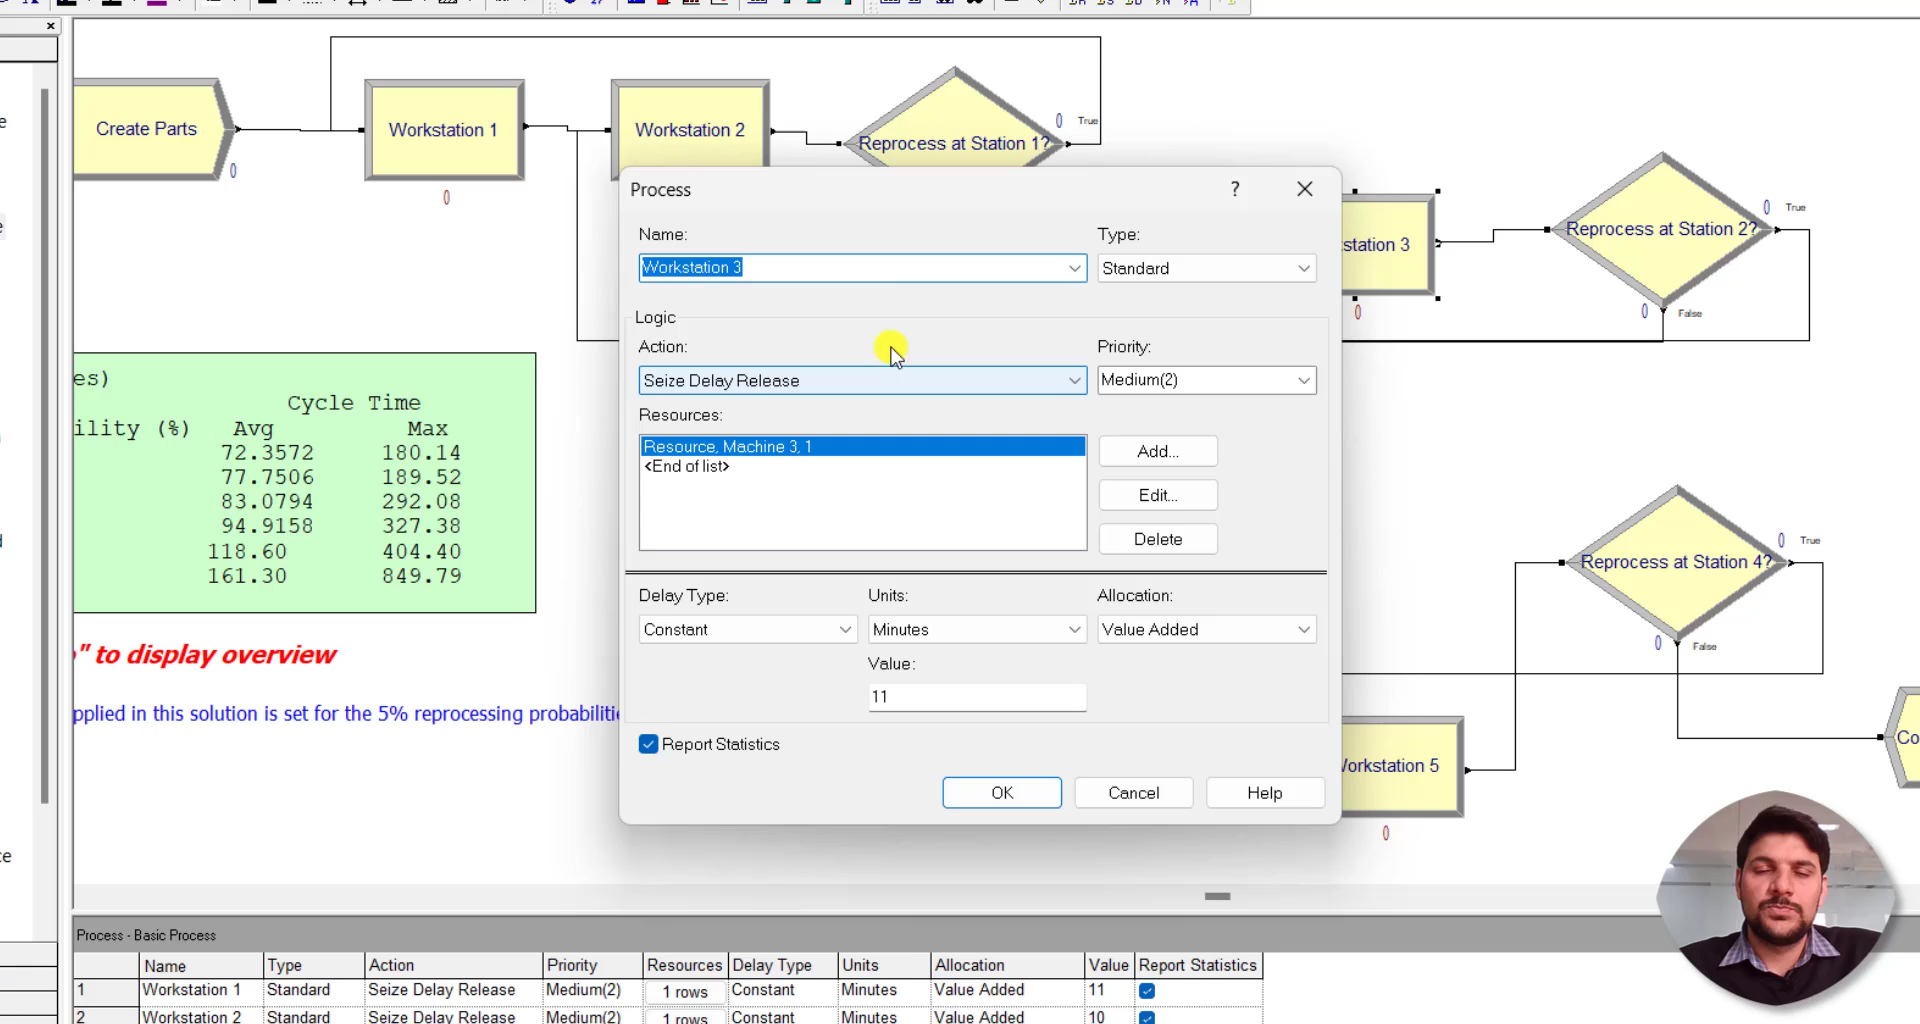 Create Parts
0
Workstation 1
0
Workstation 2
Reprocess at Station 1?
0 True
Process ?
Name:
Workstation 3
Type:
Standard
Logic
Action:
Seize Delay Release
Priority:
Medium(2)
Resources:
Resource, Machine 3, 1
<End of list>
Add...
Edit...
Delete
Delay Type:
Constant
Units:
Minutes
Allocation:
Value Added
Value:
11
Report Statistics
OK Cancel Help
station 3
0
Reprocess at Station 2?
0 True
0 False
es)
Cycle Time
ility (%) Avg Max
72.3572 180.14
77.7506 189.52
83.0794 292.08
94.9158 327.38
118.60 404.40
161.30 849.79
" to display overview
pplied in this solution is set for the 5% reprocessing probabilitie
Reprocess at Station 4?
0 True
0 False
orkstation 5
0
Co
Process - Basic Process
Name Type Action Priority Resources Delay Type Units Allocation Value Report Statistics
1 Workstation 1 Standard Seize Delay Release Medium(2) 1 rows Constant Minutes Value Added 11
2 Workstation 2 Standard Seize Delay Release Medium(2) 1 rows Constant Minutes Value Added 10